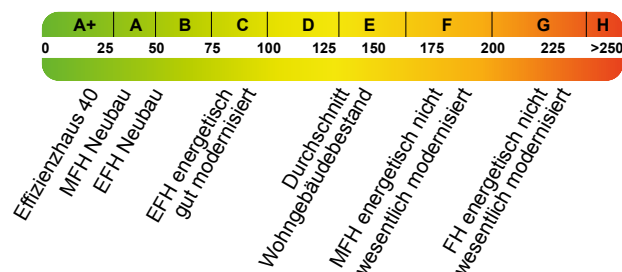 A+ A B C D E F G H
0 25 50 75 100 125 150 175 200 225 >250
Effizienzhaus 40
MFH Neubau
EFH Neubau
EFH energetisch
gut modernisiert
Durchschnitt
Wohngebäudebestand
MFH energetisch nicht
wesentlich modernisiert
FH energetisch nicht
wesentlich modernisiert